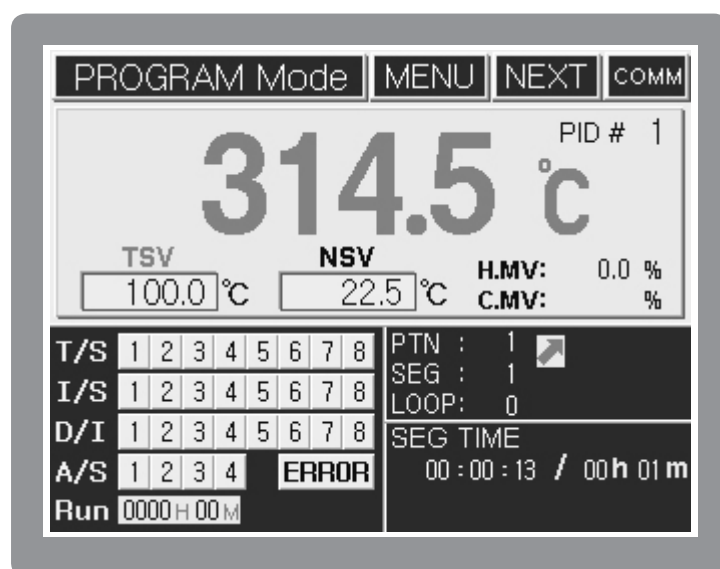 PROGRAM Mode MENU NEXT COMM
PID # 1
314.5 ℃
TSV NSV
100.0 ℃ 22.5 ℃
H.MV: 0.0 %
C.MV: %
T/S 1 2 3 4 5 6 7 8
I/S 1 2 3 4 5 6 7 8
D/I 1 2 3 4 5 6 7 8
A/S 1 2 3 4 ERROR
Run 0000 H 00 M
PTN : 1
SEG : 1
LOOP: 0
SEG TIME
00:00:13 / 00h 01m